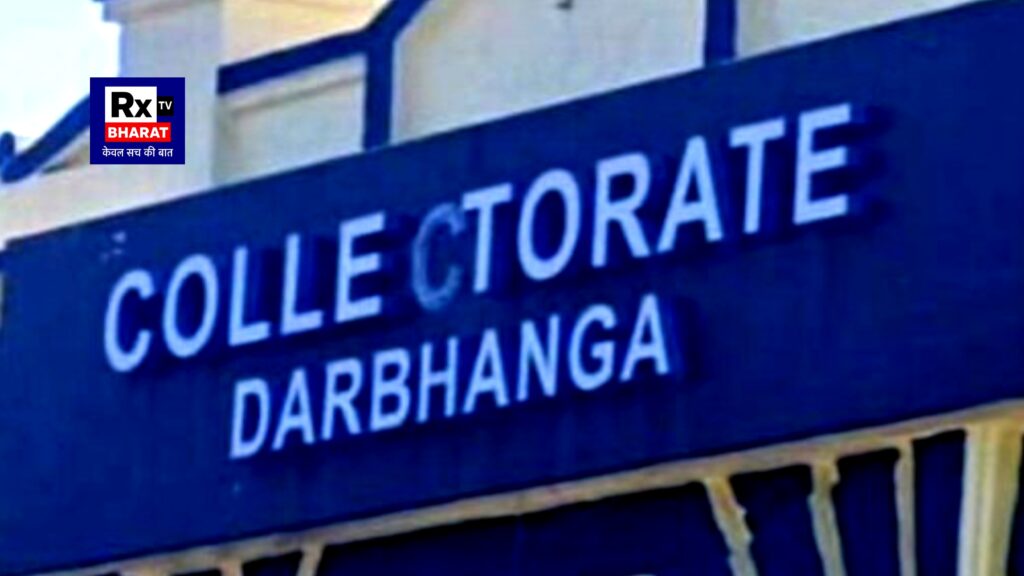 Rx TV
BHARAT
केवल सच की बात
COLLECTORATE
DARBHANGA